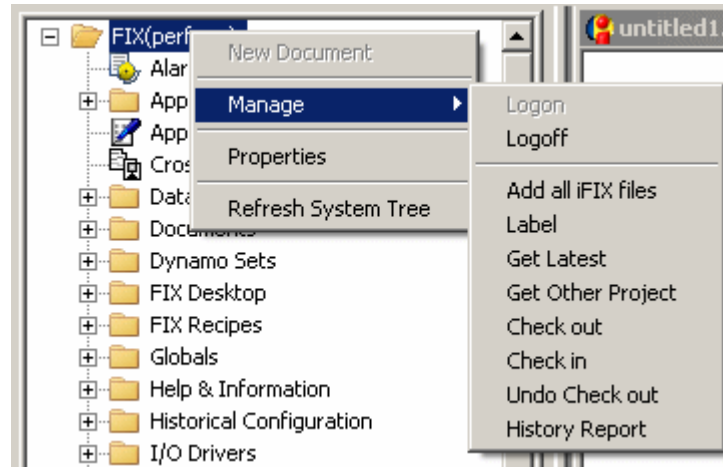 FIX(perf
Alar
App
App
Cros
Data
Documents
Dynamo Sets
FIX Desktop
FIX Recipes
Globals
Help & Information
Historical Configuration
I/O Drivers
New Document
Manage
Properties
Refresh System Tree
Logon
Logoff
Add all iFIX files
Label
Get Latest
Get Other Project
Check out
Check in
Undo Check out
History Report
untitled1.